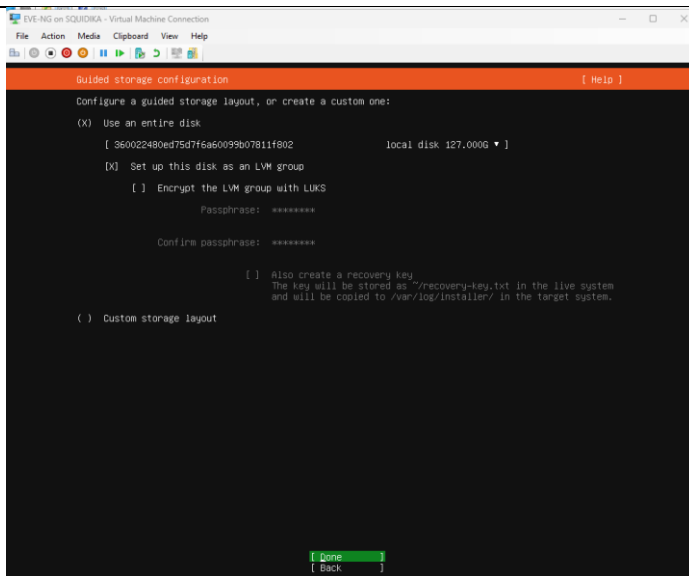 EVE-NG on SQUIDIKA - Virtual Machine Connection
File Action Media Clipboard View Help
Guided storage configuration [ Help ]
Configure a guided storage layout, or create a custom one:
(X) Use an entire disk
[ 360022480ed75d7f6a60099b07811f802 local disk 127.000G ▼ ]
[X] Set up this disk as an LVM group
[ ] Encrypt the LVM group with LUKS
Passphrase: ********
Confirm passphrase: ********
[ ] Also create a recovery key
The key will be stored as ~/recovery-key.txt in the live system
and will be copied to /var/log/installer/ in the target system.
( ) Custom storage layout
[ Done ]
[ Back ]